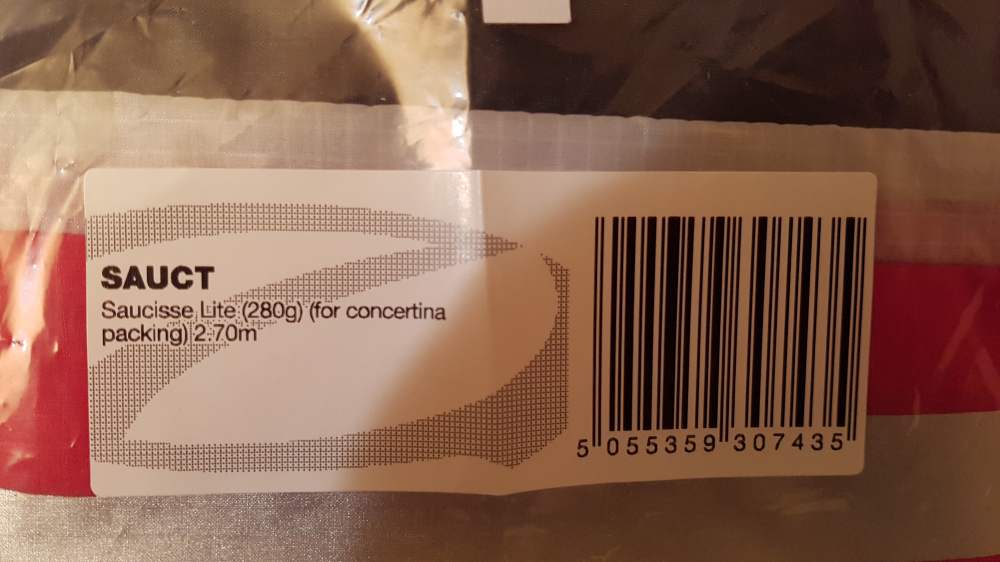 SAUCT
Saucisse Lite (280g) (for concertina
packing) 2.70m
5 055359 307435